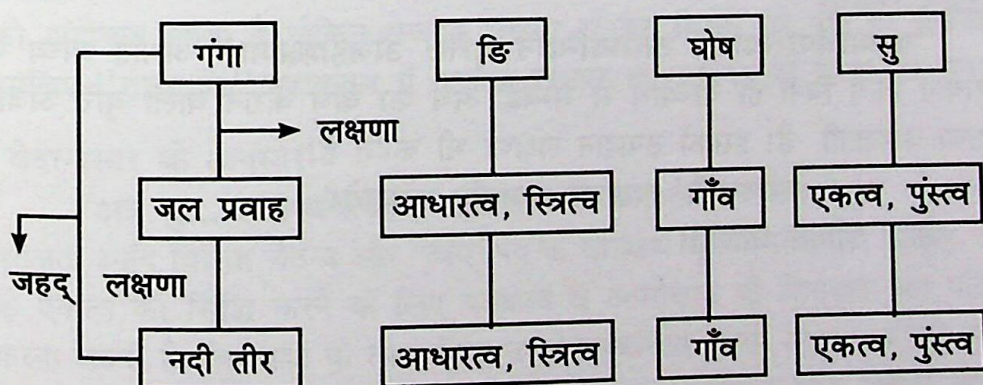 गंगा ङि घोष सु
लक्षणा
जल प्रवाह आधारत्व, स्त्रित्च गाँव एकत्व, पुंस्त्व
जहद् लक्षणा
नदी तीर आधारत्व, स्त्रित्व गाँव एकत्व, पुंस्त्व